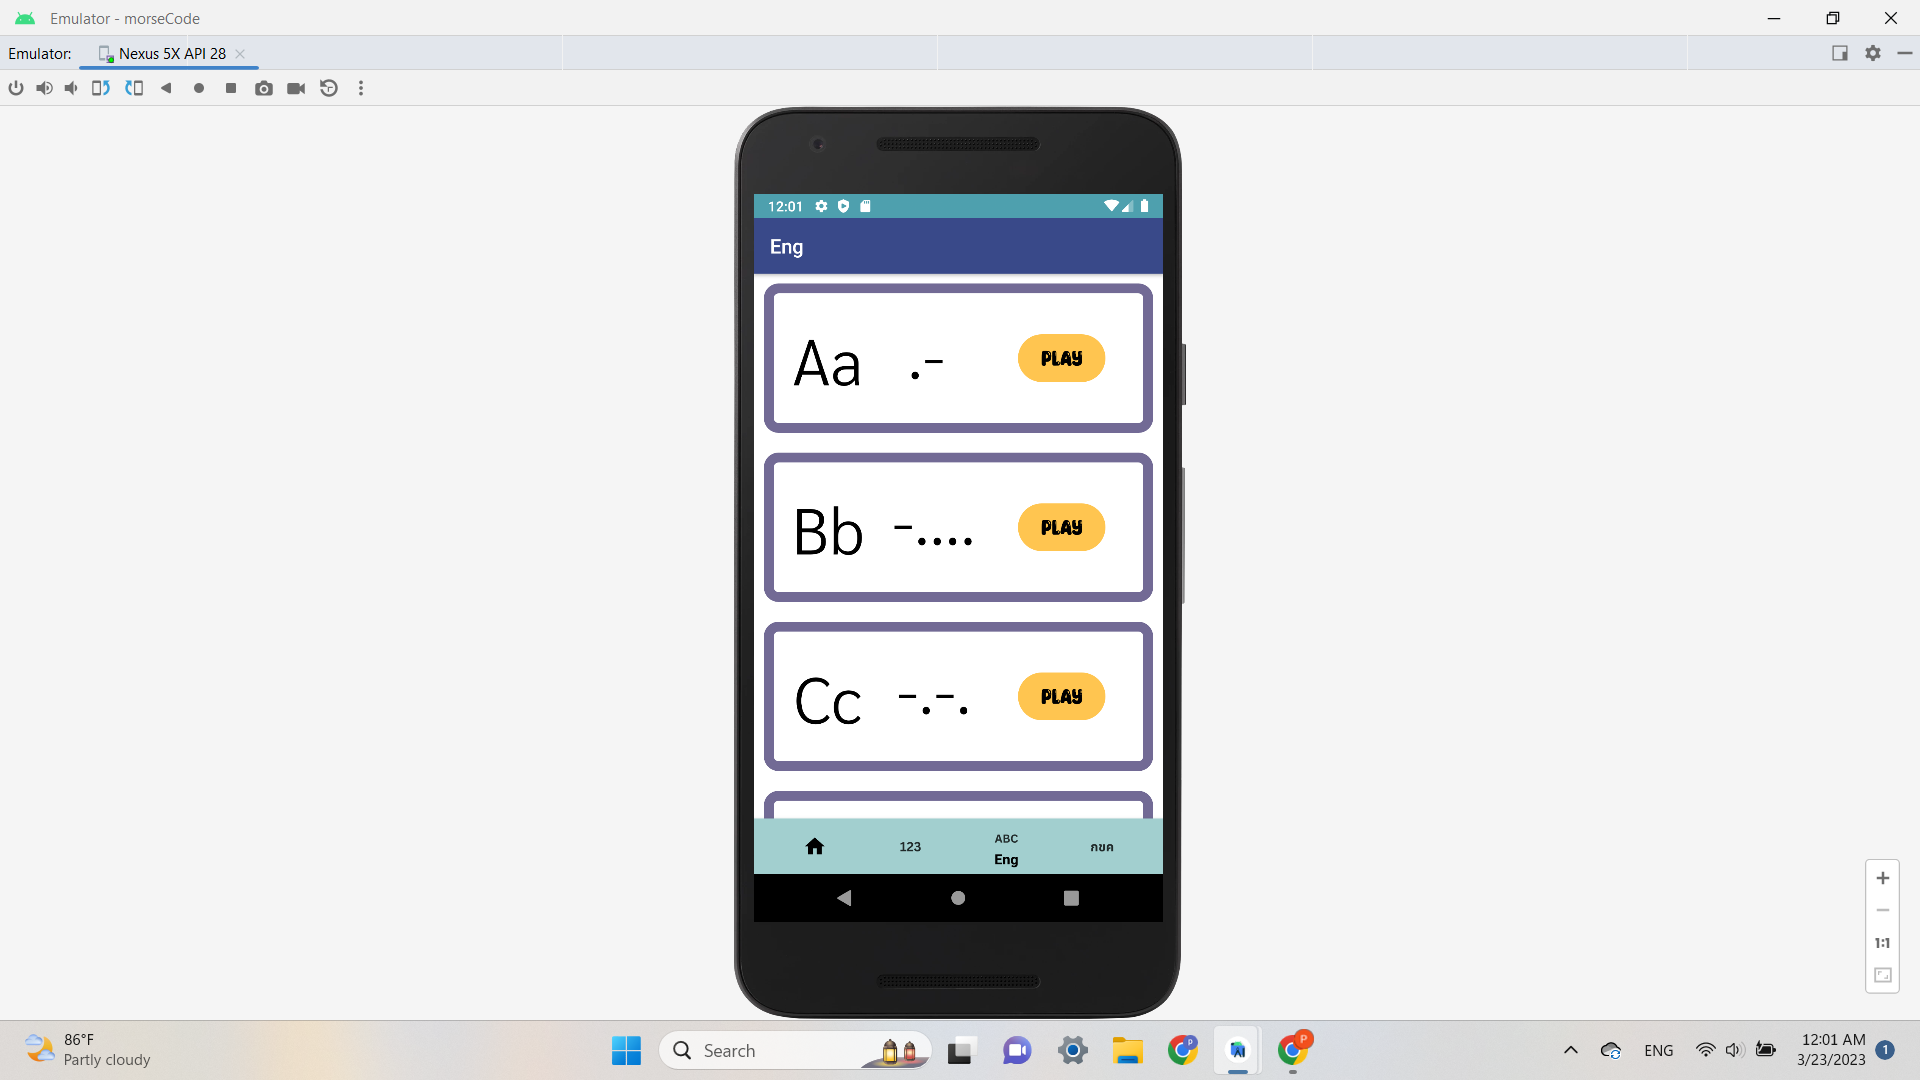 Emulator - morseCode
Emulator: Nexus 5X API 28
12:01
Eng
Aa .- PLAY
Bb -.... PLAY
Cc -.-. PLAY
123
ABC
Eng
กขค
1:1
86°F
Partly cloudy
Search
ENG
12:01 AM
3/23/2023
1